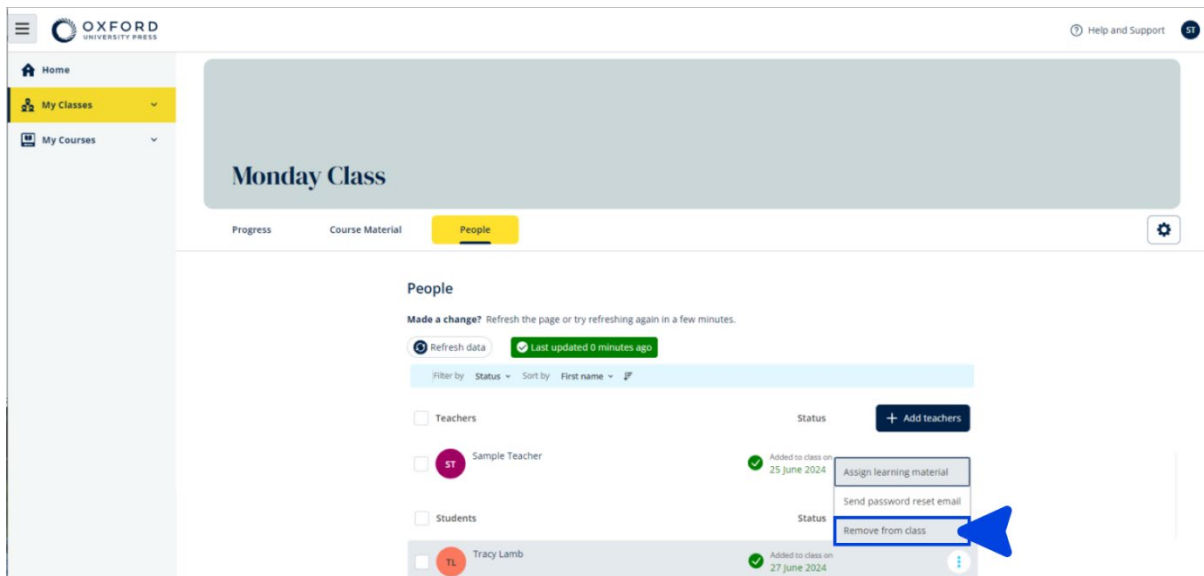 OXFORD
UNIVERSITY PRESS
Help and Support
ST
Home
My Classes
My Courses
Monday Class
Progress
Course Material
People
People
Made a change? Refresh the page or try refreshing again in a few minutes.
Refresh data
Last updated 0 minutes ago
Filter by Status Sort by First name
Teachers
Status
+ Add teachers
ST
Sample Teacher
Added to class on
25 June 2024
Assign learning material
Send password reset email
Remove from class
Students
Status
TL
Tracy Lamb
Added to class on
27 June 2024